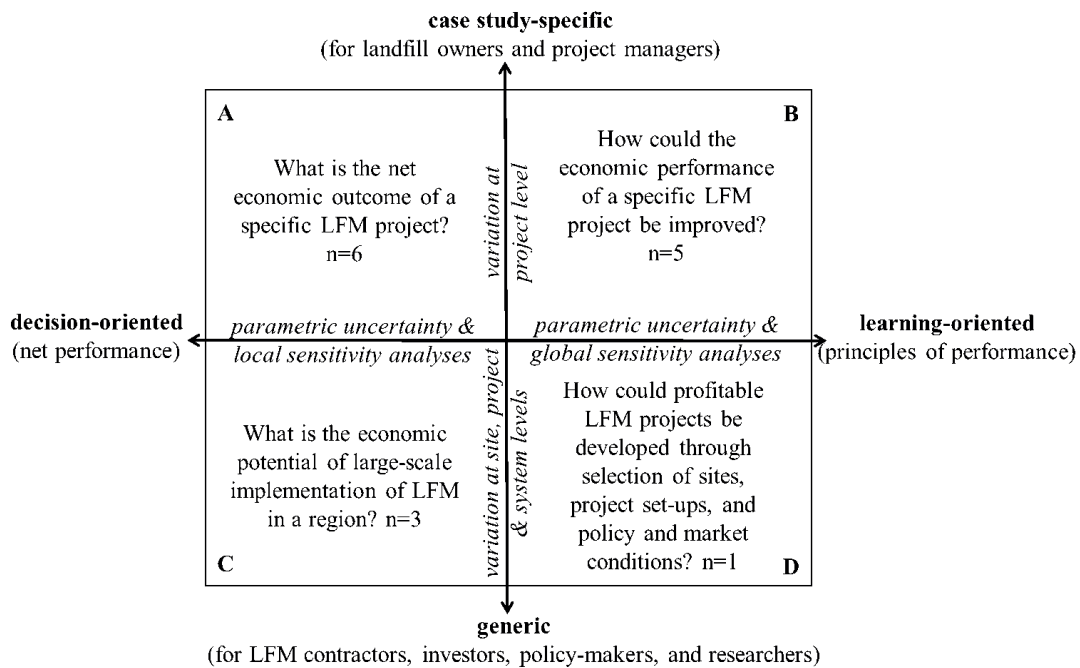 case study-specific
(for landfill owners and project managers)
A
What is the net
economic outcome of a
specific LFM project?
n=6
variation at
project level
B
How could the
economic performance
of a specific LFM
project be improved?
n=5
decision-oriented
(net performance)
parametric uncertainty &
local sensitivity analyses
parametric uncertainty &
global sensitivity analyses
learning-oriented
(principles of performance)
What is the economic
potential of large-scale
implementation of LFM
in a region? n=3
C
variation at site, project
& system levels
How could profitable
LFM projects be
developed through
selection of sites,
project set-ups, and
policy and market
conditions? n=1
D
generic
(for LFM contractors, investors, policy-makers, and researchers)